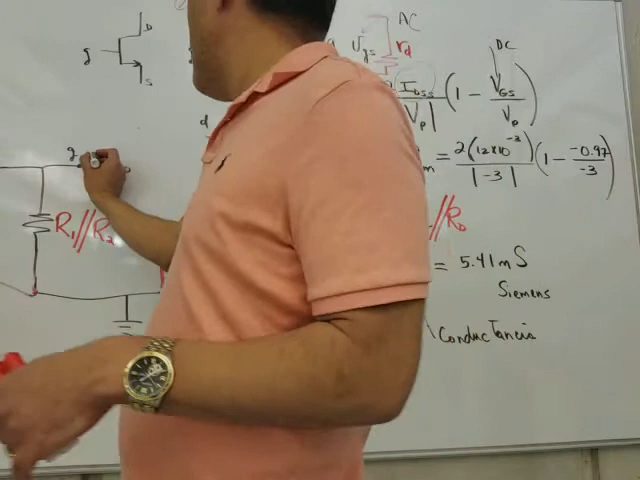 D
g
S
AC
Vgs
rd
DC
IDSS
|Vp|
(1 - VGS/Vp)
d
g
m = 2(12x10^-3)/|-3| (1 - -0.97/-3)
R1//R2
//RD
= 5.41 mS
Siemens
Conductancia